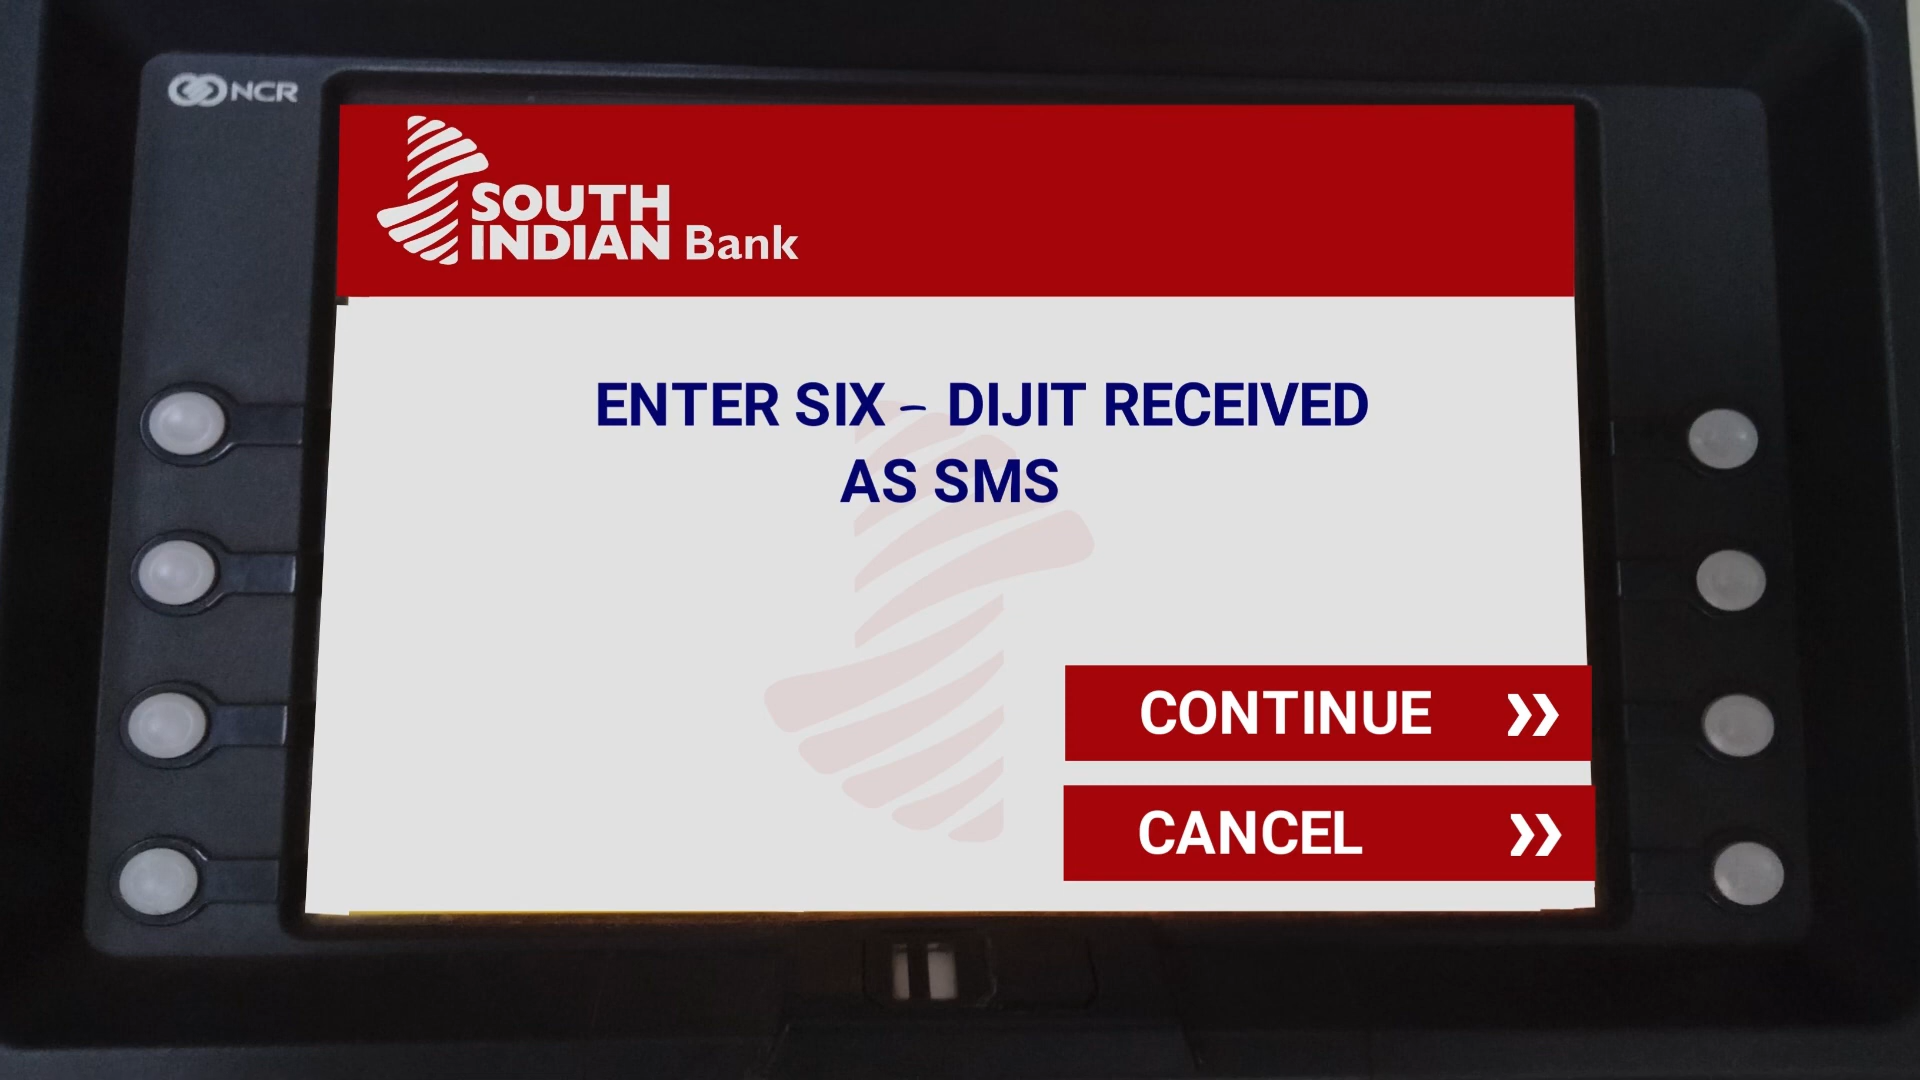 NCR
SOUTH
INDIAN Bank
ENTER SIX – DIJIT RECEIVED
AS SMS
CONTINUE »
CANCEL »